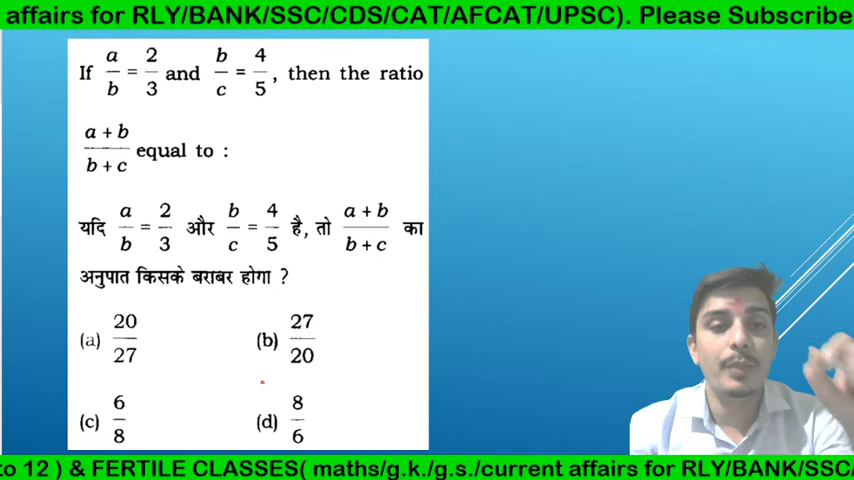 affairs for RLY/BANK/SSC/CDS/CAT/AFCAT/UPSC). Please Subscribe
If a/b = 2/3 and b/c = 4/5, then the ratio
(a + b)/(b + c) equal to :
यदि a/b = 2/3 और b/c = 4/5 है, तो (a + b)/(b + c) का
अनुपात किसके बराबर होगा ?
(a) 20/27 (b) 27/20
(c) 6/8 (d) 8/6
to 12 ) & FERTILE CLASSES( maths/g.k./g.s./current affairs for RLY/BANK/SSC/